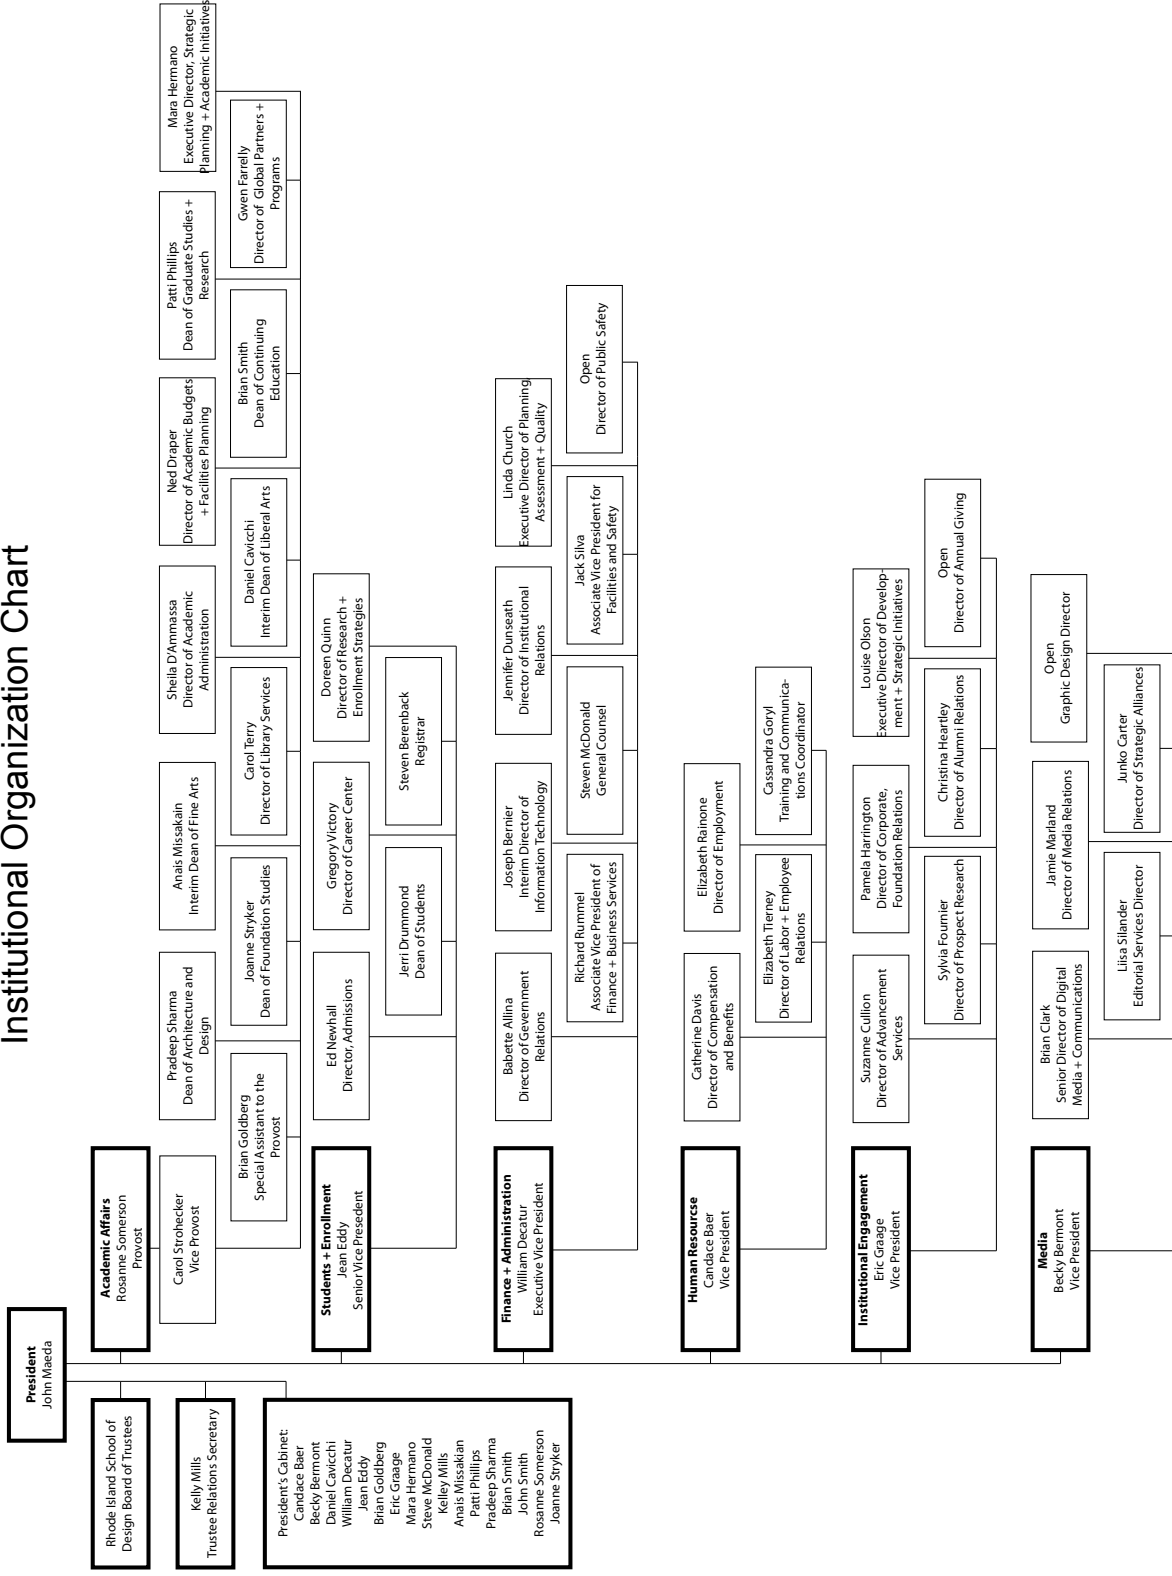 Institutional Organization Chart
President
John Maeda
Rhode Island School of
Design Board of Trustees
Kelly Mills
Trustee Relations Secretary
President's Cabinet:
Candace Baer
Becky Bermont
Daniel Cavicchi
William Decatur
Jean Eddy
Brian Goldberg
Eric Graage
Mara Hermano
Steve McDonald
Kelley Mills
Anais Missakian
Patti Phillips
Pradeep Sharma
Brian Smith
John Smith
Rosanne Somerson
Joanne Stryker
Academic Affairs
Rosanne Somerson
Provost
Carol Strohecker
Vice Provost
Brian Goldberg
Special Assistant to the
Provost
Pradeep Sharma
Dean of Architecture and
Design
Joanne Stryker
Dean of Foundation Studies
Anais Missakain
Interim Dean of Fine Arts
Carol Terry
Director of Library Services
Sheila D'Ammassa
Director of Academic
Administration
Daniel Cavicchi
Interim Dean of Liberal Arts
Ned Draper
Director of Academic Budgets
+ Facilities Planning
Brian Smith
Dean of Continuing
Education
Patti Phillips
Dean of Graduate Studies +
Research
Gwen Farrelly
Director of Global Partners +
Programs
Mara Hermano
Executive Director, Strategic
Planning + Academic Initiatives
Students + Enrollment
Jean Eddy
Senior Vice Presedent
Ed Newhall
Director, Admissions
Jerri Drummond
Dean of Students
Gregory Victory
Director of Career Center
Steven Berenback
Registrar
Doreen Quinn
Director of Research +
Enrollment Strategies
Finance + Administration
William Decatur
Executive Vice President
Babette Allina
Director of Government
Relations
Richard Rummel
Associate Vice President of
Finance + Business Services
Joseph Bernier
Interim Director of
Information Technology
Steven McDonald
General Counsel
Jennifer Dunseath
Director of Institutional
Relations
Jack Silva
Associate Vice President for
Facilities and Safety
Linda Church
Executive Director of Planning,
Assessment + Quality
Open
Director of Public Safety
Human Resourcse
Candace Baer
Vice President
Catherine Davis
Director of Compensation
and Benefits
Elizabeth Tierney
Director of Labor + Employee
Relations
Elizabeth Rainone
Director of Employment
Cassandra Goryl
Training and Communica-
tions Coordinator
Institutional Engagement
Eric Graage
Vice President
Suzanne Cullion
Director of Advancement
Services
Sylvia Fournier
Director of Prospect Research
Pamela Harrington
Director of Corporate,
Foundation Relations
Christina Heartley
Director of Alumni Relations
Louise Olson
Executive Director of Develop-
ment + Strategic Initiatives
Open
Director of Annual Giving
Media
Becky Bermont
Vice President
Brian Clark
Senior Director of Digital
Media + Communications
Liisa Silander
Editorial Services Director
Jamie Marland
Director of Media Relations
Junko Carter
Director of Strategic Alliances
Open
Graphic Design Director